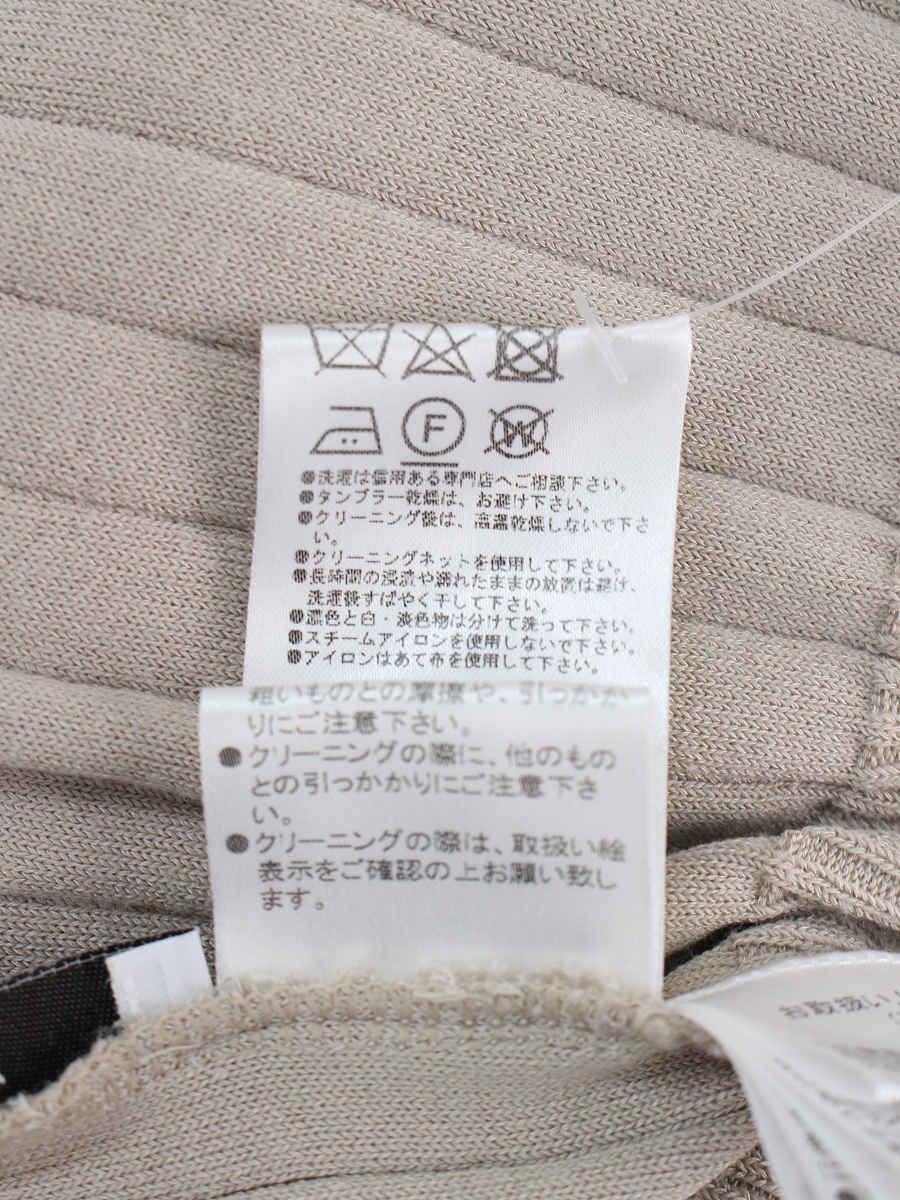 F
W
●洗濯は信用ある専門店へご相談下さい。
●タンブラー乾燥は、お避け下さい。
●クリーニング後は、高温乾燥しないで下さ
い。
●クリーニングネットを使用して下さい。
●長時間の浸漬や濡れたままの放置は避け、
洗濯後すばやく干して下さい。
●濃色と白・淡色物は分けて洗って下さい。
●スチームアイロンを使用しないで下さい。
●アイロンはあて布を使用して下さい。
粗いものとの摩擦や、引っかか
りにご注意下さい。
●クリーニングの際に、他のもの
との引っかかりにご注意下さ
い。
●クリーニングの際は、取扱い絵
表示をご確認の上お願い致し
ます。
お取扱い